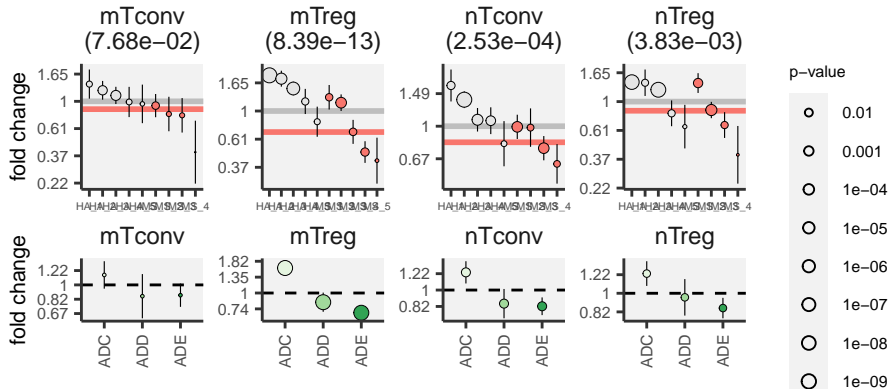 mTconv
(7.68e−02)
mTreg
(8.39e−13)
nTconv
(2.53e−04)
nTreg
(3.83e−03)
fold change
1.65
1
0.61
0.37
0.22
1.65
1
0.61
0.37
1.49
1
0.67
1.65
1
0.61
0.37
0.22
p−value
0.01
0.001
1e−04
1e−05
1e−06
1e−07
1e−08
1e−09
mTconv
mTreg
nTconv
nTreg
fold change
1.22
1
0.82
0.67
1.82
1.35
1
0.74
1.22
1
0.82
1.22
1
0.82
ADC
ADD
ADE
ADC
ADD
ADE
ADC
ADD
ADE
ADC
ADD
ADE